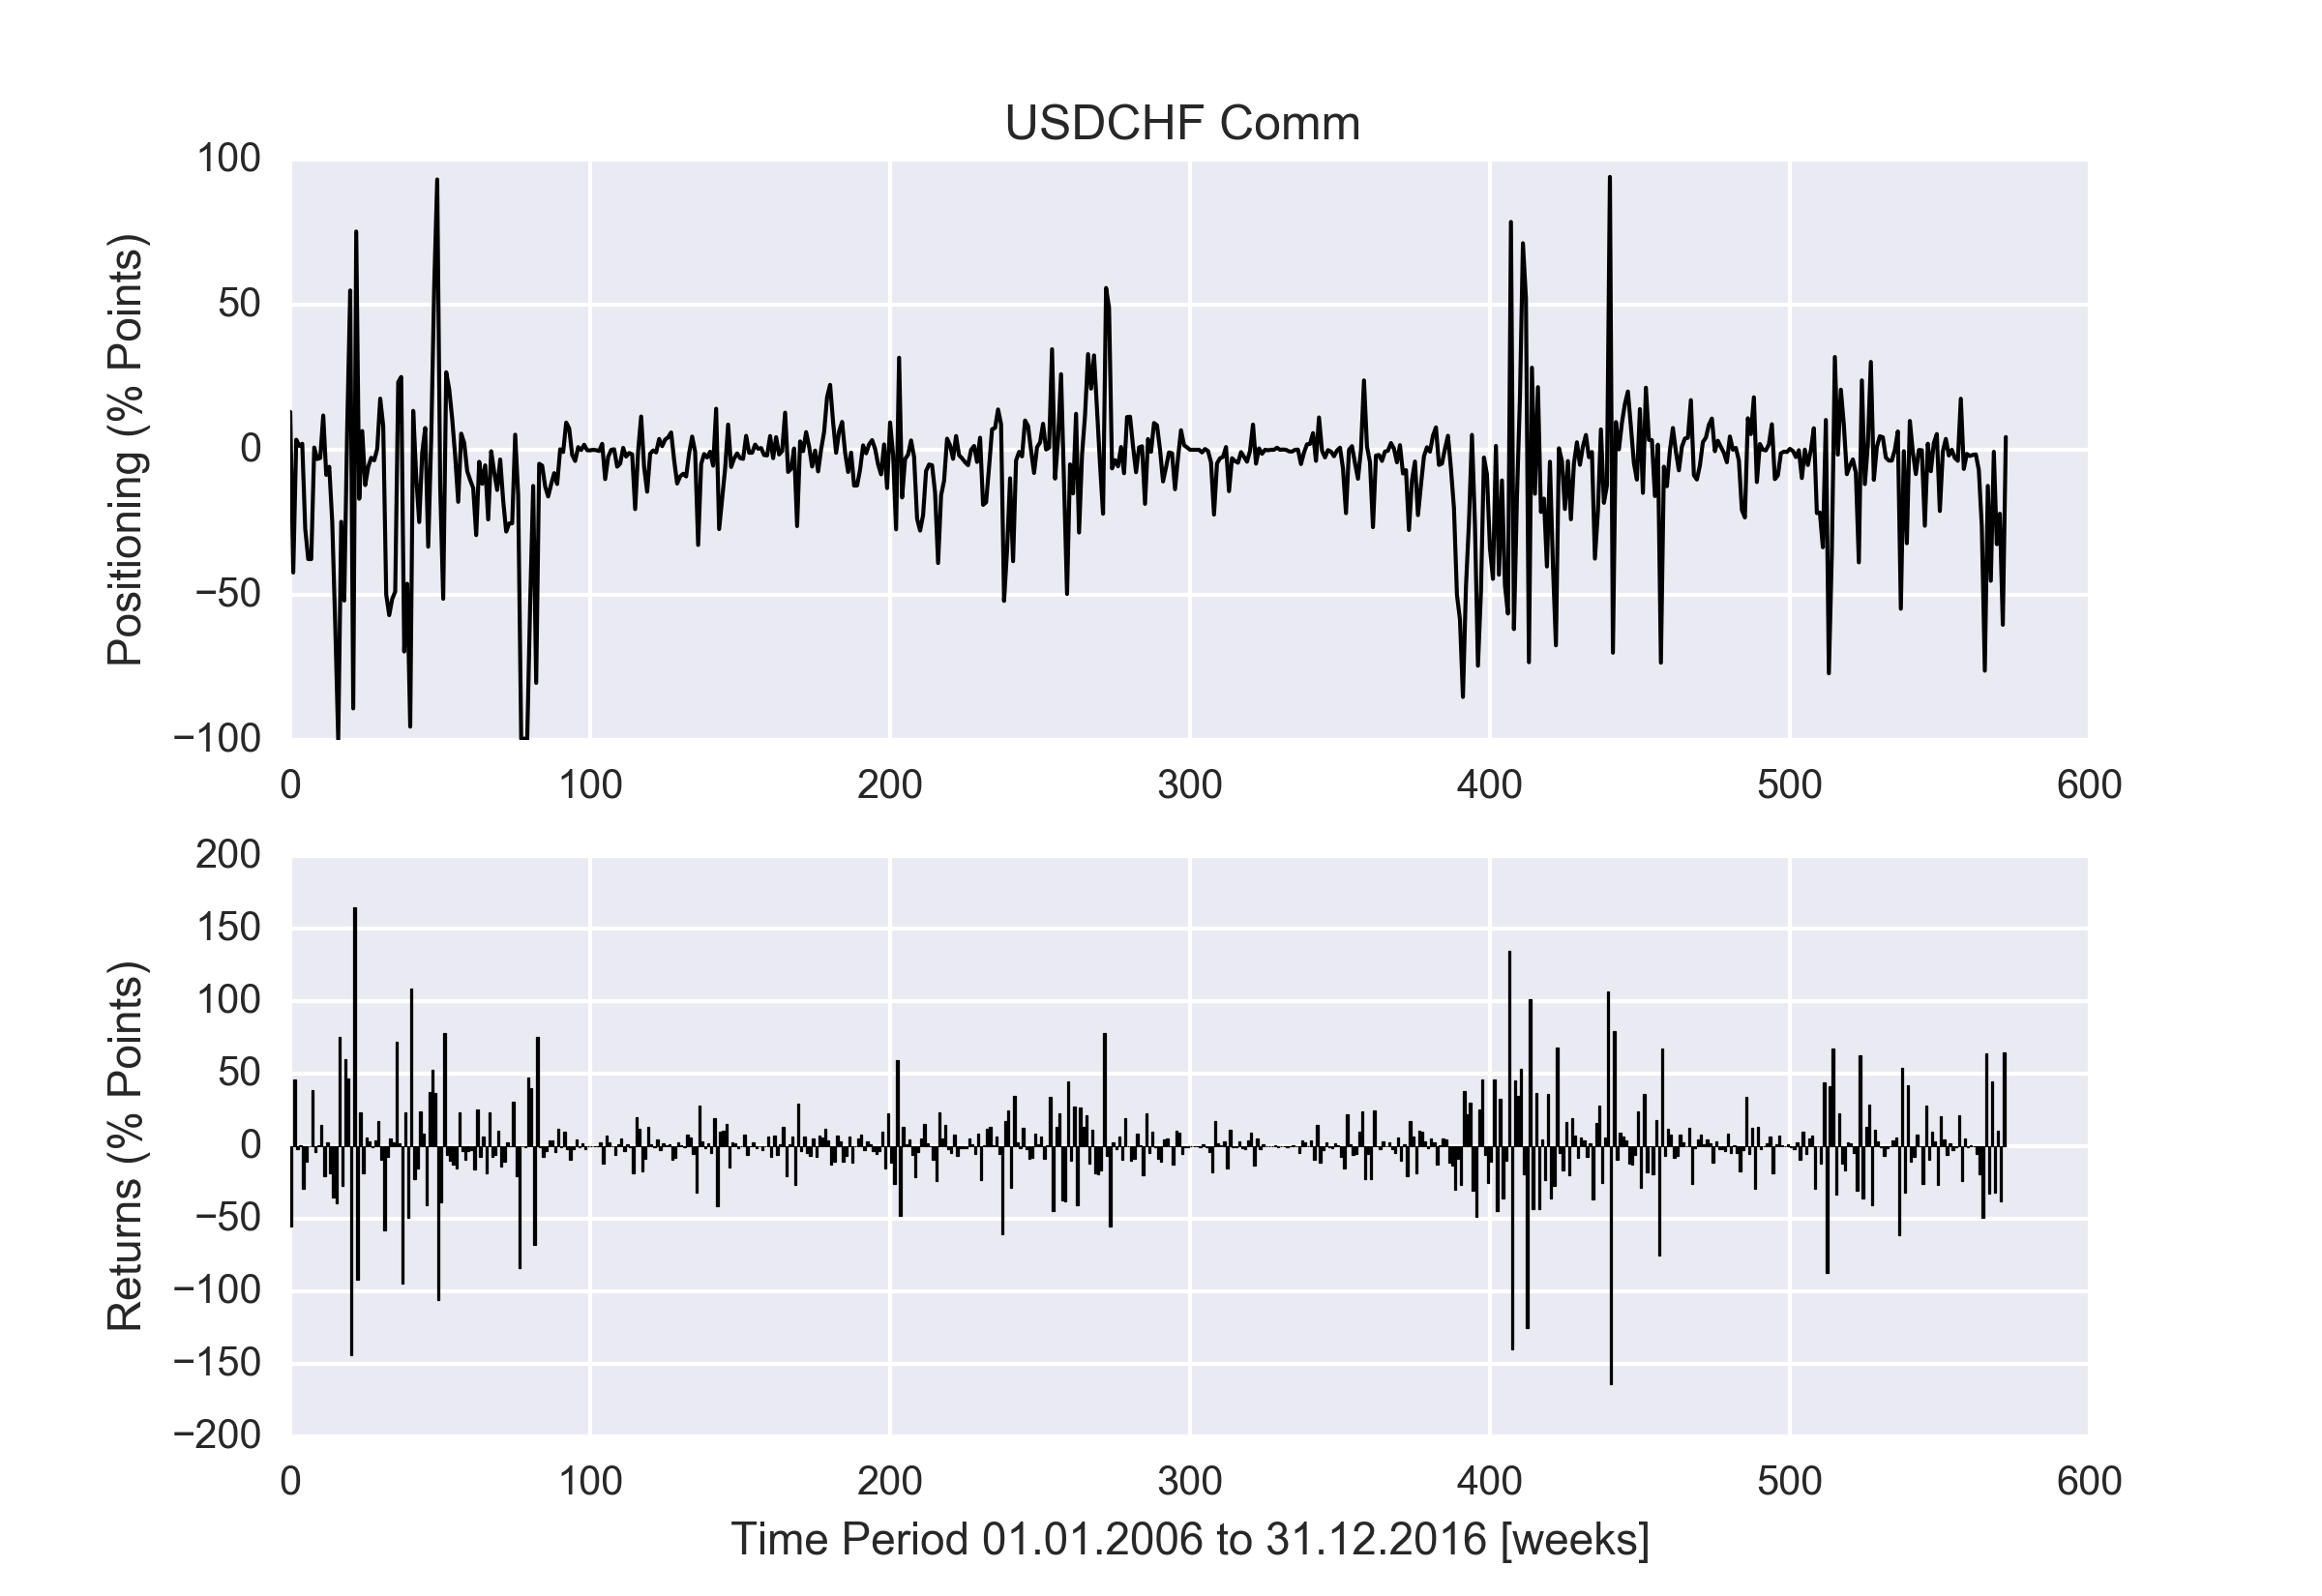 USDCHF Comm
Positioning (% Points)
100
50
0
−50
−100
0 100 200 300 400 500 600
Returns (% Points)
200
150
100
50
0
−50
−100
−150
−200
0 100 200 300 400 500 600
Time Period 01.01.2006 to 31.12.2016 [weeks]